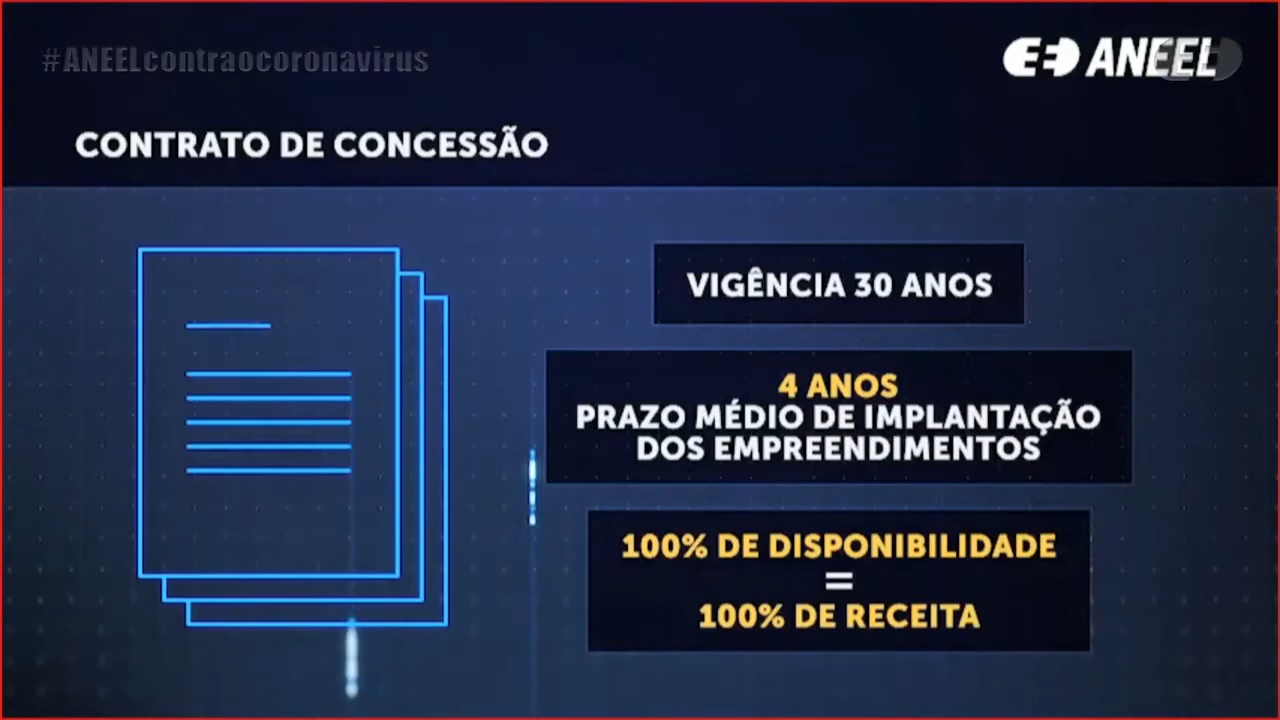 #ANEELcontraocoronavirus
ANEEL
CONTRATO DE CONCESSÃO
VIGÊNCIA 30 ANOS
4 ANOS
PRAZO MÉDIO DE IMPLANTAÇÃO
DOS EMPREENDIMENTOS
100% DE DISPONIBILIDADE
=
100% DE RECEITA